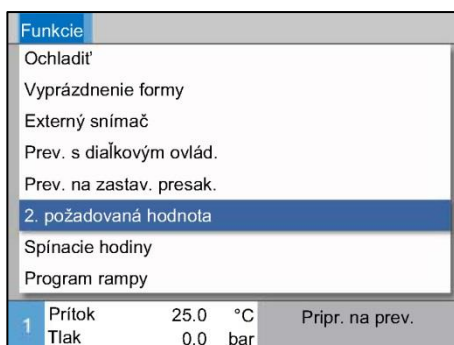 Funkcie
Ochladiť
Vyprázdnenie formy
Externý snímač
Prev. s diaľkovým ovlád.
Prev. na zastav. presak.
2. požadovaná hodnota
Spínacie hodiny
Program rampy
1 Prítok 25.0 °C Pripr. na prev.
Tlak 0.0 bar